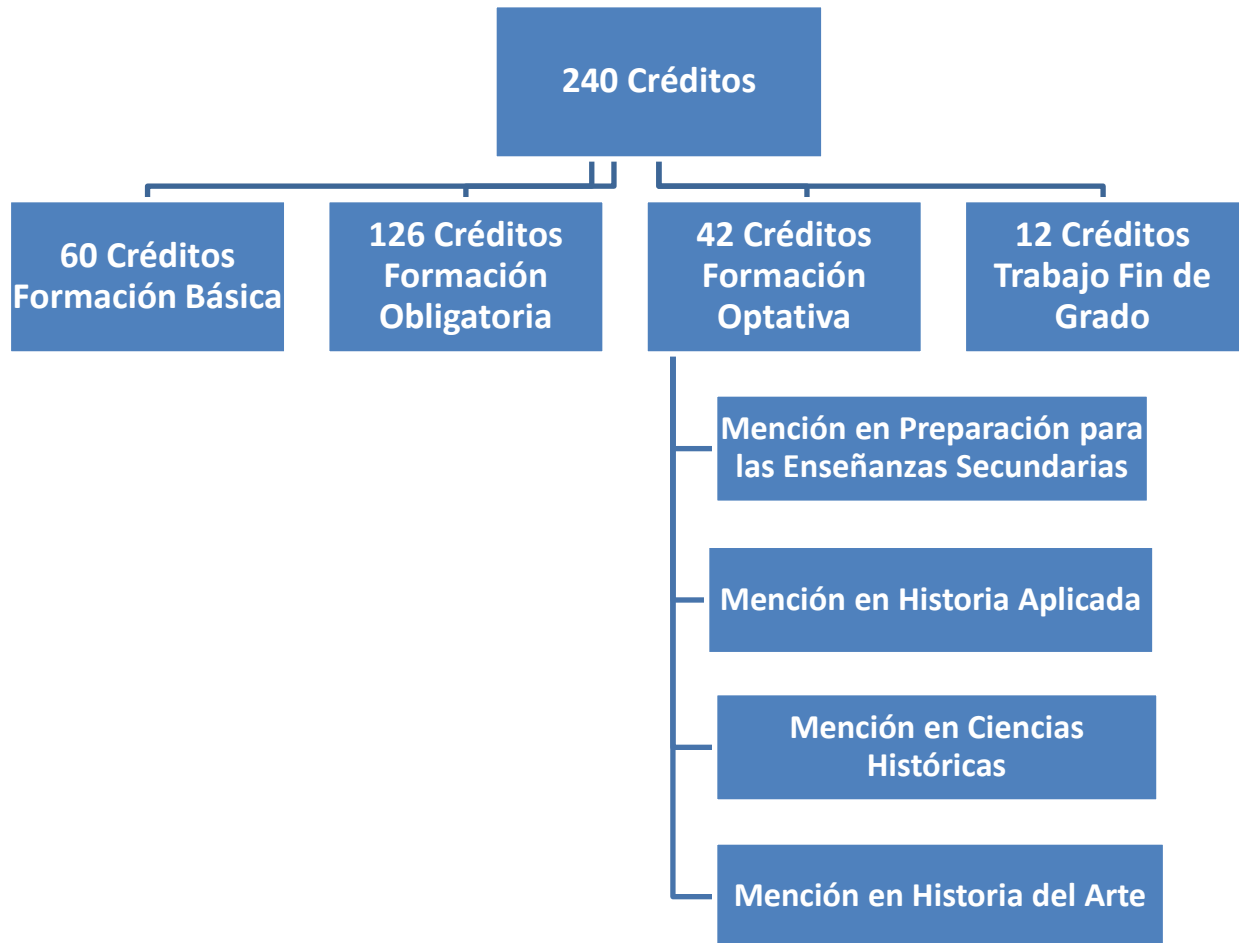 240 Créditos
60 Créditos
Formación Básica
126 Créditos
Formación
Obligatoria
42 Créditos
Formación
Optativa
12 Créditos
Trabajo Fin de
Grado
Mención en Preparación para
las Enseñanzas Secundarias
Mención en Historia Aplicada
Mención en Ciencias
Históricas
Mención en Historia del Arte